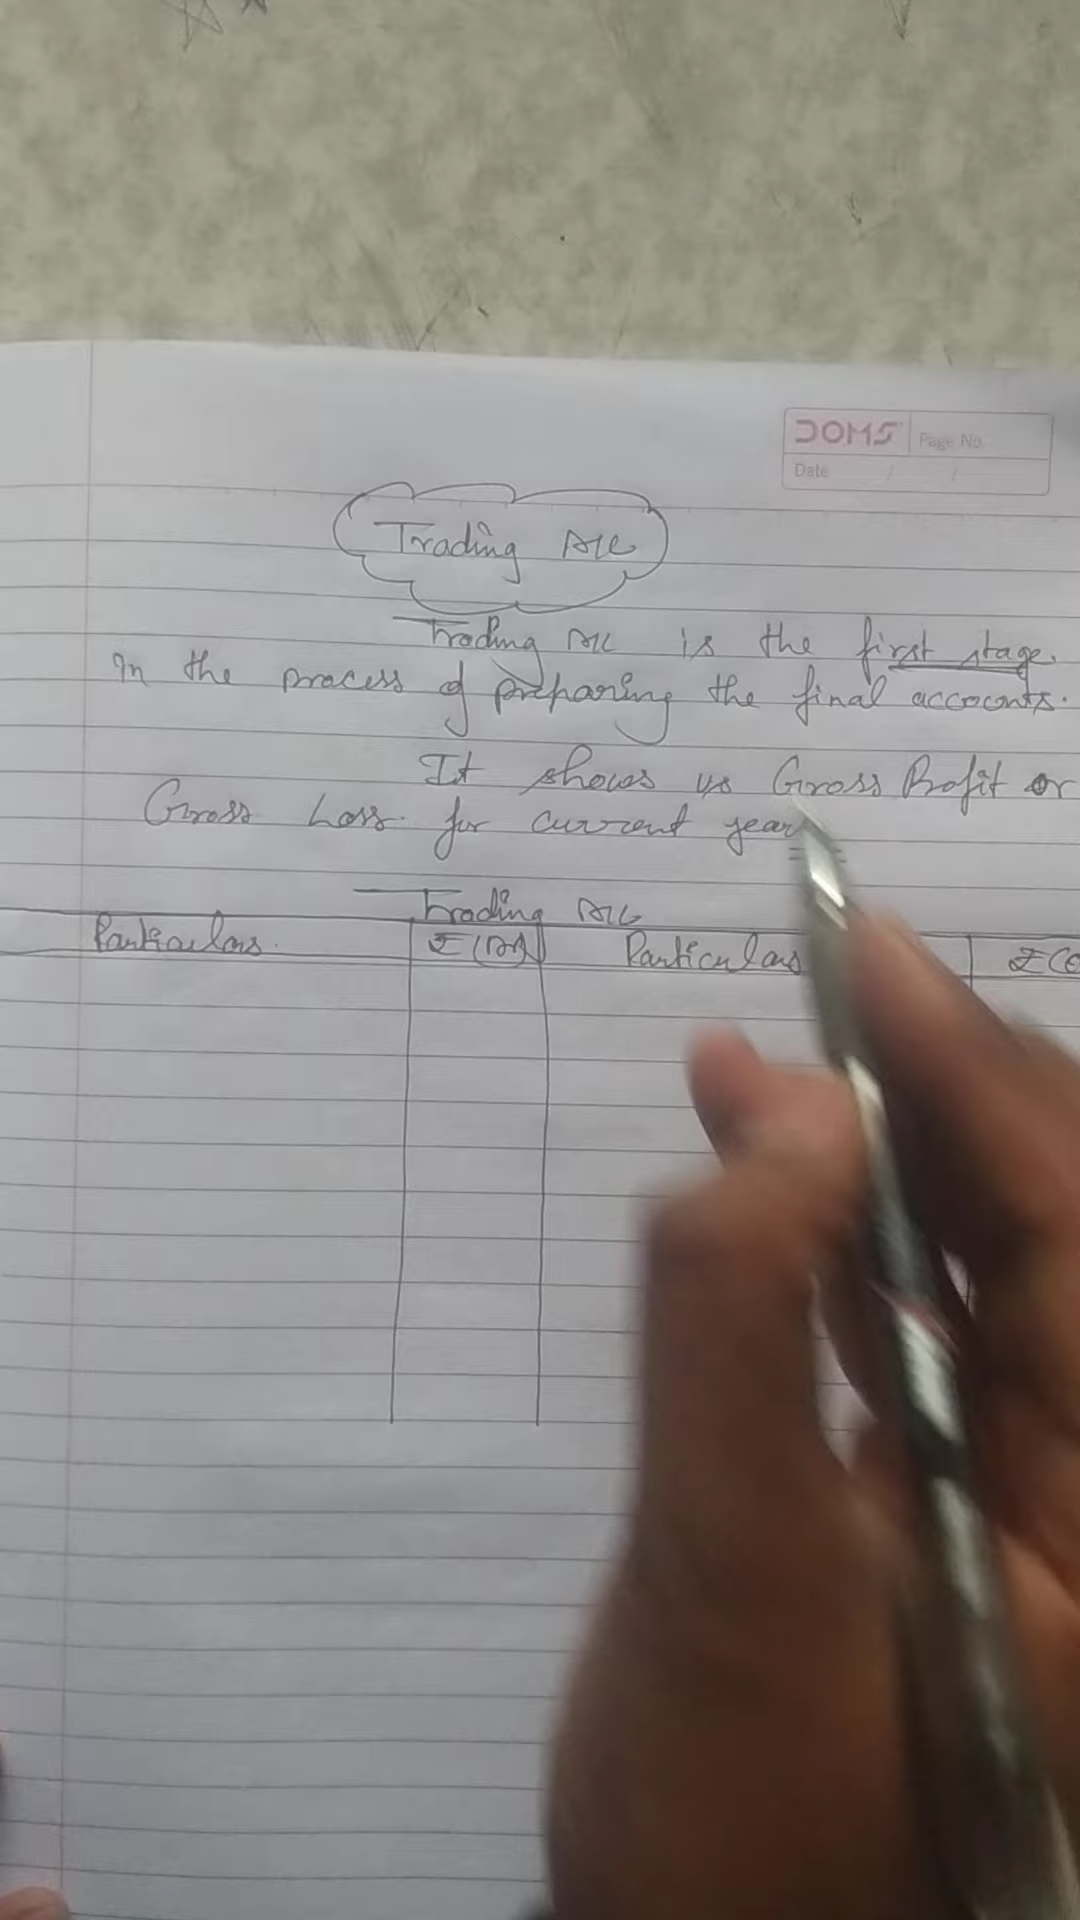 DOMS Page No.
Date / /
Trading A/c
Trading A/c is the first stage.
in the process of preparing the final accounts.
It shows us Gross Profit or
Gross Loss. for current year
Trading A/c
Particulars. ₹(DR) Particulars ₹(C